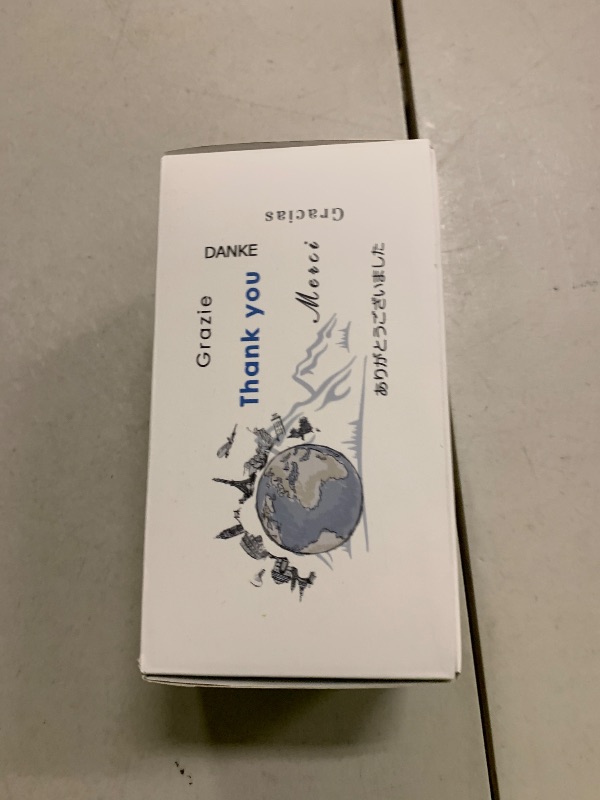 Gracias
DANKE
Grazie
Thank you
Merci
ありがとうございました